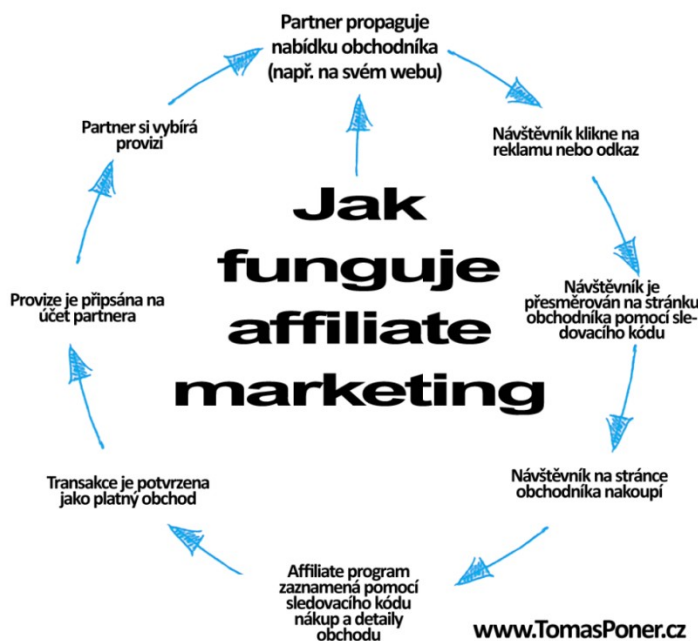 Partner propaguje
nabídku obchodníka
(např. na svém webu)
Návštěvník klikne na
reklamu nebo odkaz
Návštěvník je
přesměrován na stránku
obchodníka pomocí sle-
dovacího kódu
Návštěvník na stránce
obchodníka nakoupí
Affiliate program
zaznamená pomocí
sledovacího kódu
nákup a detaily
obchodu
Transakce je potvrzena
jako platný obchod
Provize je připsána na
účet partnera
Partner si vybírá
provizi
Jak
funguje
affiliate
marketing
www.TomasPoner.cz